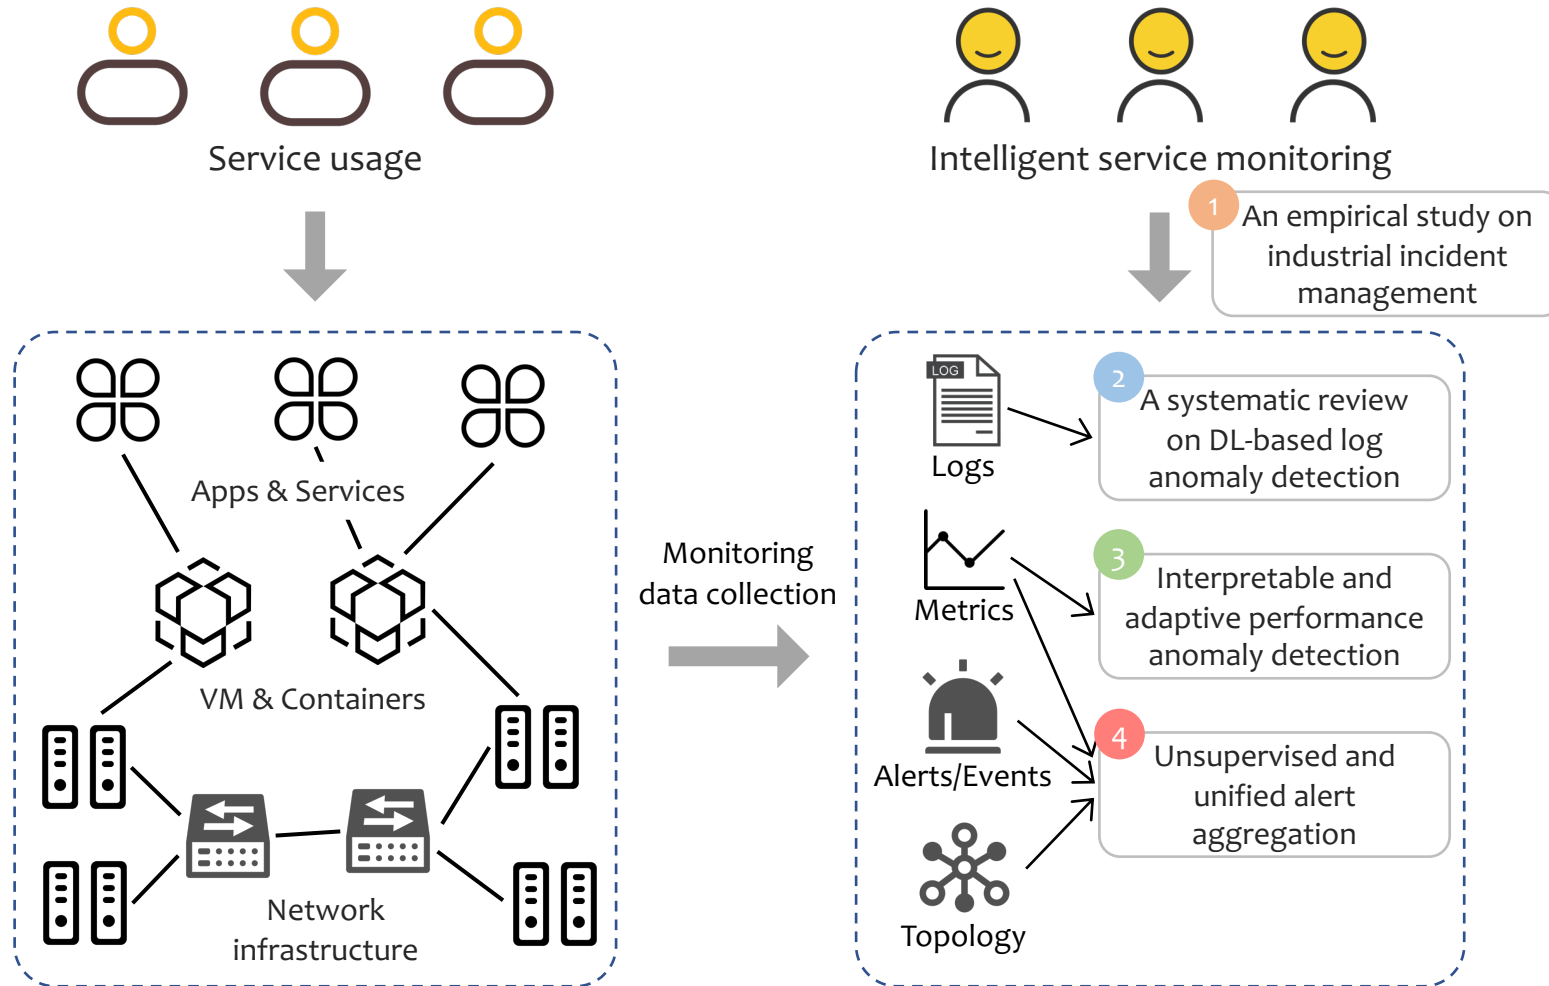 Service usage
Apps & Services
VM & Containers
Network
infrastructure
Monitoring
data collection
Intelligent service monitoring
1
An empirical study on
industrial incident
management
LOG
Logs
2
A systematic review
on DL-based log
anomaly detection
Metrics
3
Interpretable and
adaptive performance
anomaly detection
Alerts/Events
4
Unsupervised and
unified alert
aggregation
Topology